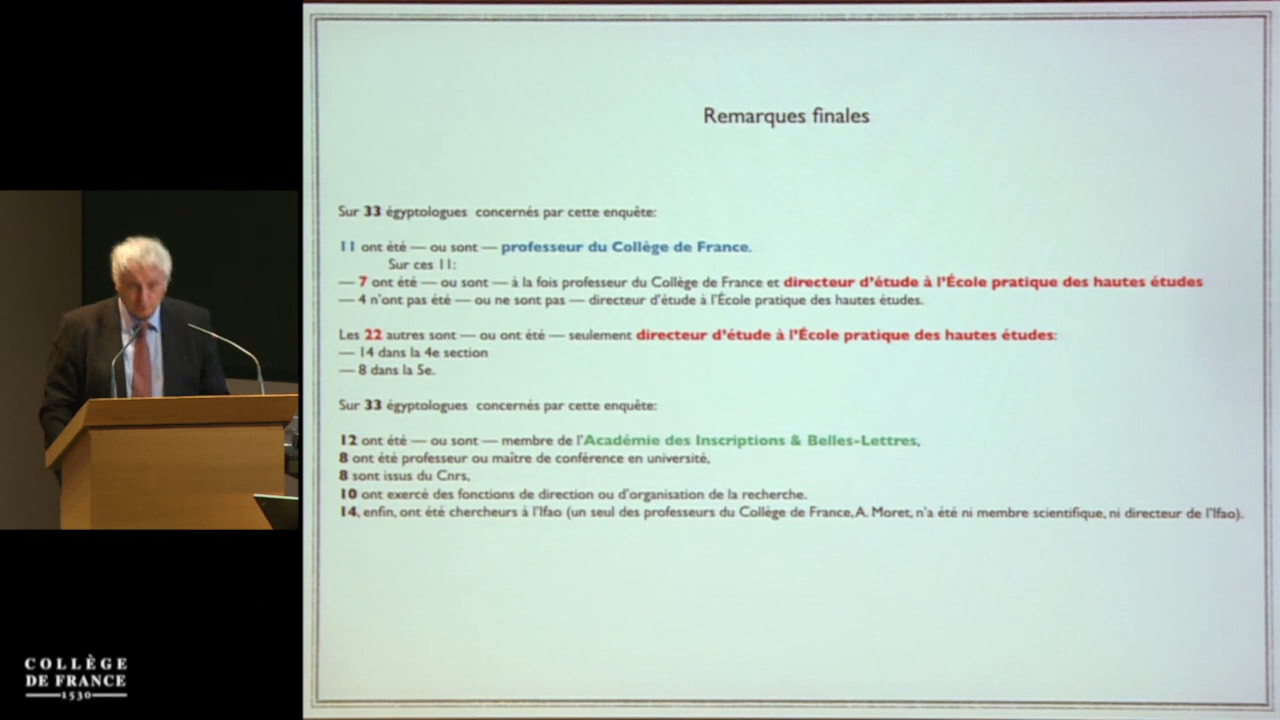 Remarques finales
Sur 33 égyptologues concernés par cette enquête:
11 ont été — ou sont — professeur du Collège de France.
Sur ces 11:
— 7 ont été — ou sont — à la fois professeur du Collège de France et directeur d'étude à l'École pratique des hautes études
— 4 n'ont pas été — ou ne sont pas — directeur d'étude à l'École pratique des hautes études.
Les 22 autres sont — ou ont été — seulement directeur d'étude à l'École pratique des hautes études:
— 14 dans la 4e section
— 8 dans la 5e.
Sur 33 égyptologues concernés par cette enquête:
12 ont été — ou sont — membre de l'Académie des Inscriptions & Belles-Lettres,
8 ont été professeur ou maître de conférence en université,
8 sont issus du Cnrs,
10 ont exercé des fonctions de direction ou d'organisation de la recherche.
14, enfin, ont été chercheurs à l'Ifao (un seul des professeurs du Collège de France, A. Moret, n'a été ni membre scientifique, ni directeur de l'Ifao).
COLLÈGE
DE FRANCE
1530